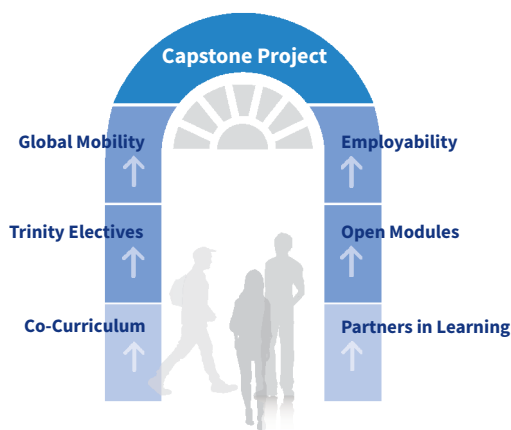 Capstone Project
Global Mobility
Employability
Trinity Electives
Open Modules
Co-Curriculum
Partners in Learning